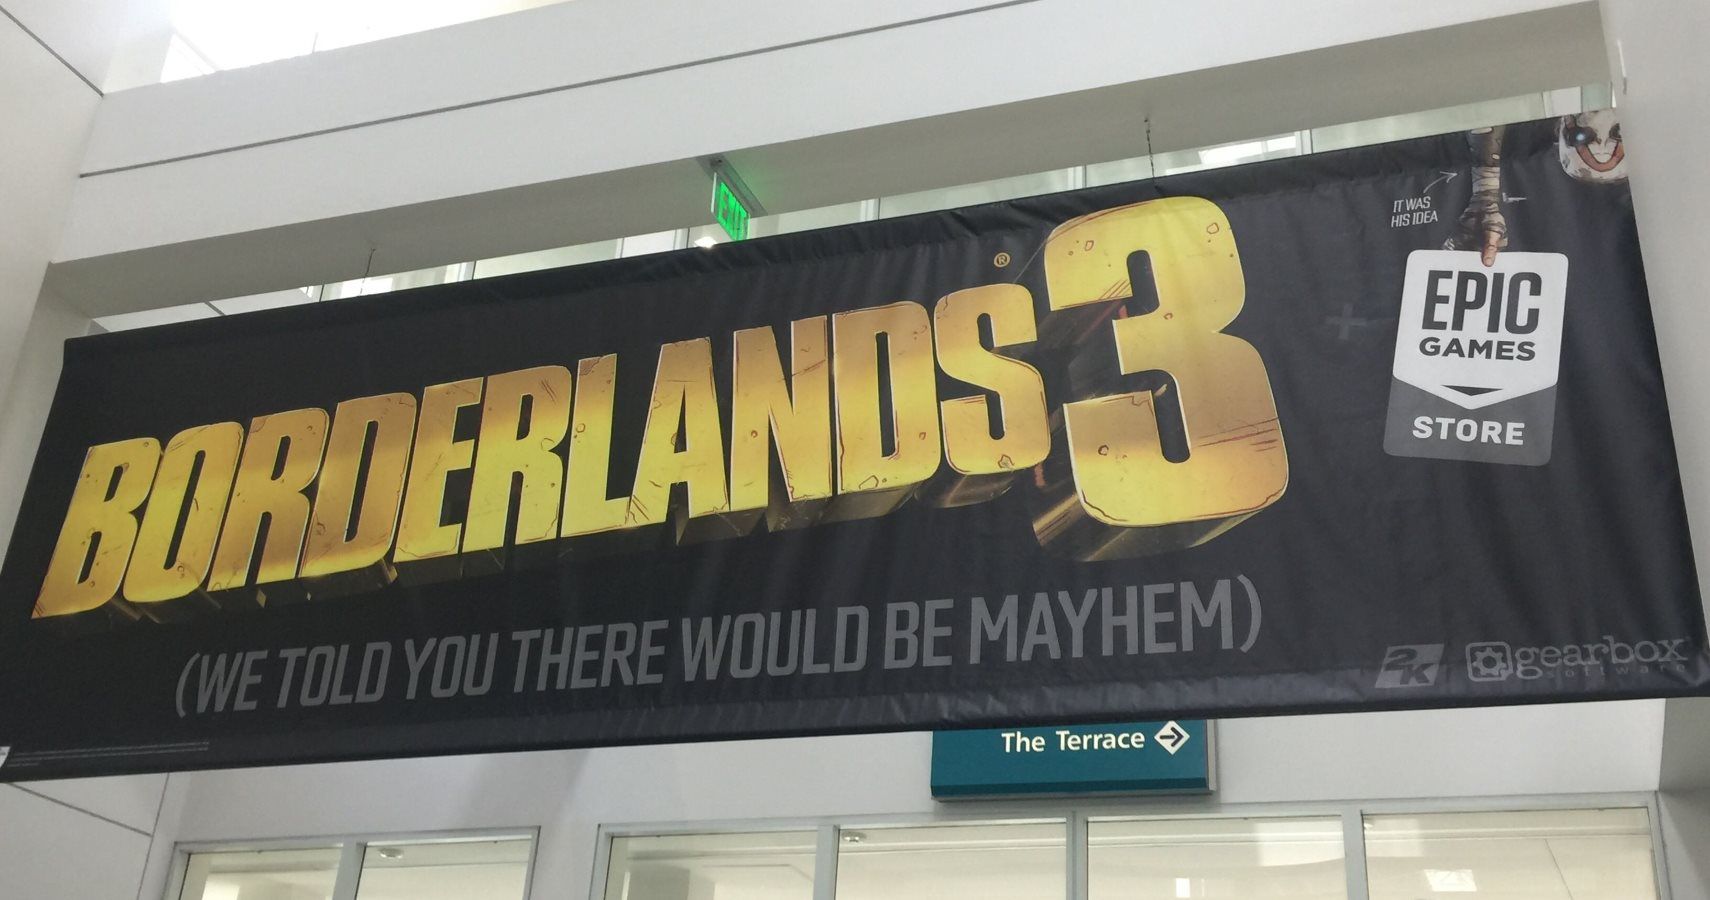 EXIT
BORDERLANDS®3
IT WAS
HIS IDEA
EPIC
GAMES
STORE
(WE TOLD YOU THERE WOULD BE MAYHEM)
2K
gearbox
software
The Terrace